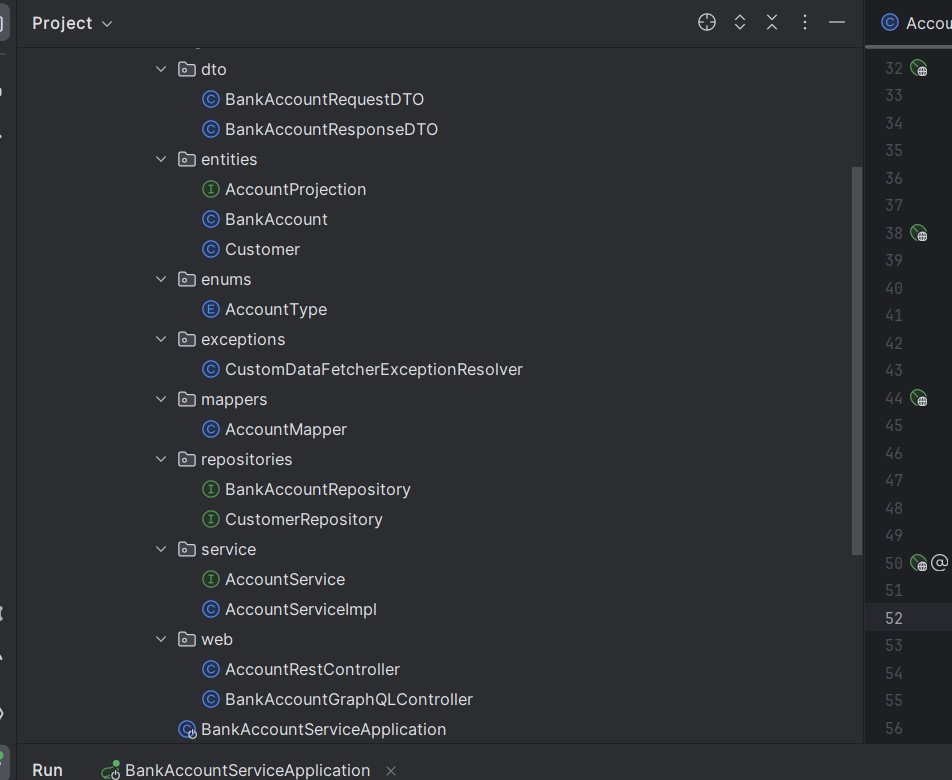 Project
Accou
dto
BankAccountRequestDTO
BankAccountResponseDTO
entities
AccountProjection
BankAccount
Customer
enums
AccountType
exceptions
CustomDataFetcherExceptionResolver
mappers
AccountMapper
repositories
BankAccountRepository
CustomerRepository
service
AccountService
AccountServiceImpl
web
AccountRestController
BankAccountGraphQLController
BankAccountServiceApplication
32
33
34
35
36
37
38
39
40
41
42
43
44
45
46
47
48
49
50 @
51
52
53
54
55
56
Run BankAccountServiceApplication